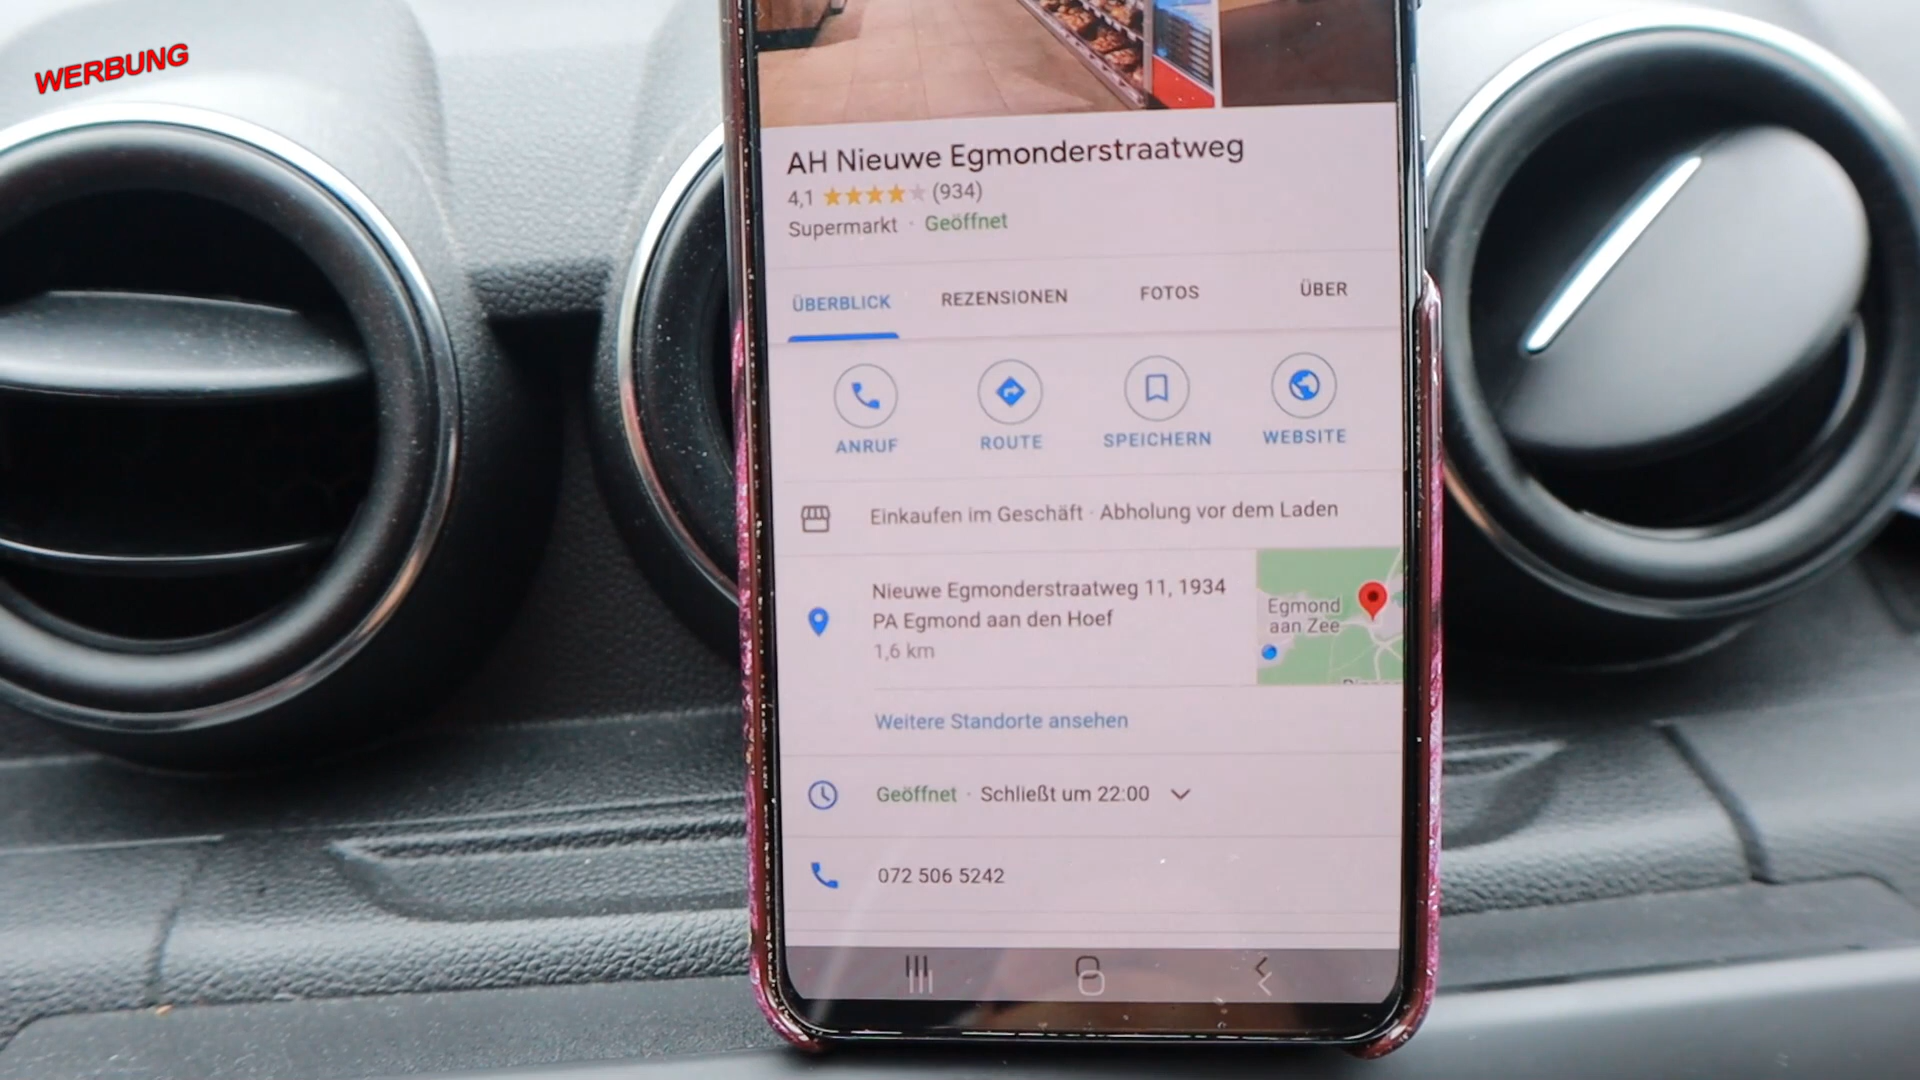 WERBUNG
AH Nieuwe Egmonderstraatweg
4,1 (934)
Supermarkt · Geöffnet
ÜBERBLICK REZENSIONEN FOTOS ÜBER
ANRUF ROUTE SPEICHERN WEBSITE
Einkaufen im Geschäft · Abholung vor dem Laden
Nieuwe Egmonderstraatweg 11, 1934
PA Egmond aan den Hoef
1,6 km
Egmond
aan Zee
Weitere Standorte ansehen
Geöffnet · Schließt um 22:00
072 506 5242